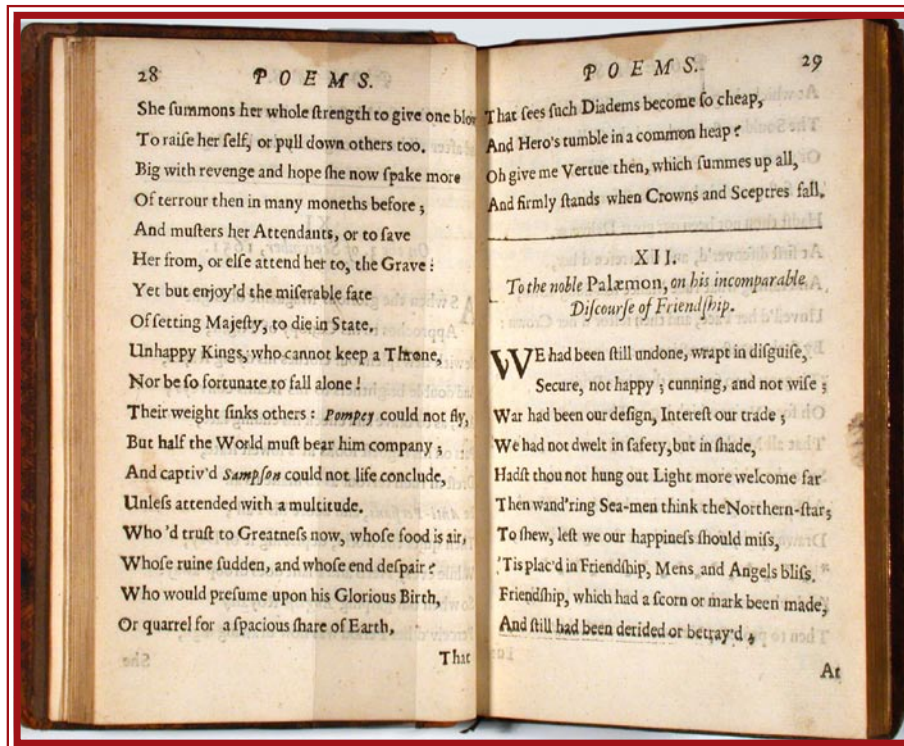 28 POEMS.
She ſummons her whole ſtrength to give one blow
To raiſe her ſelf, or pull down others too.
Big with revenge and hope ſhe now ſpake more
Of terrour then in many moneths before;
And muſters her Attendants, or to ſave
Her from, or elſe attend her to, the Grave:
Yet but enjoy'd the miſerable fate
Of ſetting Majeſty, to die in State.
Unhappy Kings, who cannot keep a Throne,
Nor be ſo fortunate to fall alone!
Their weight ſinks others: Pompey could not fly,
But half the World muſt bear him company;
And captiv'd Sampſon could not life conclude,
Unleſs attended with a multitude.
Who 'd truſt to Greatneſs now, whoſe food is air,
Whoſe ruine ſudden, and whoſe end deſpair?
Who would preſume upon his Glorious Birth,
Or quarrel for a ſpacious ſhare of Earth,
That
POEMS. 29
That ſees ſuch Diadems become ſo cheap,
And Hero's tumble in a common heap?
Oh give me Vertue then, which ſummes up all,
And firmly ſtands when Crowns and Sceptres fall.
XII.
To the noble Palæmon, on his incomparable
Diſcourſe of Friendſhip.
WE had been ſtill undone, wrapt in diſguiſe,
Secure, not happy; cunning, and not wiſe;
War had been our deſign, Intereſt our trade;
We had not dwelt in ſafety, but in ſhade,
Hadſt thou not hung out Light more welcome far
Then wand'ring Sea-men think the Northern-ſtar;
To ſhew, leſt we our happineſs ſhould miſs,
'Tis plac'd in Friendſhip, Mens and Angels bliſs.
Friendſhip, which had a ſcorn or mark been made,
And ſtill had been derided or betray'd,
At